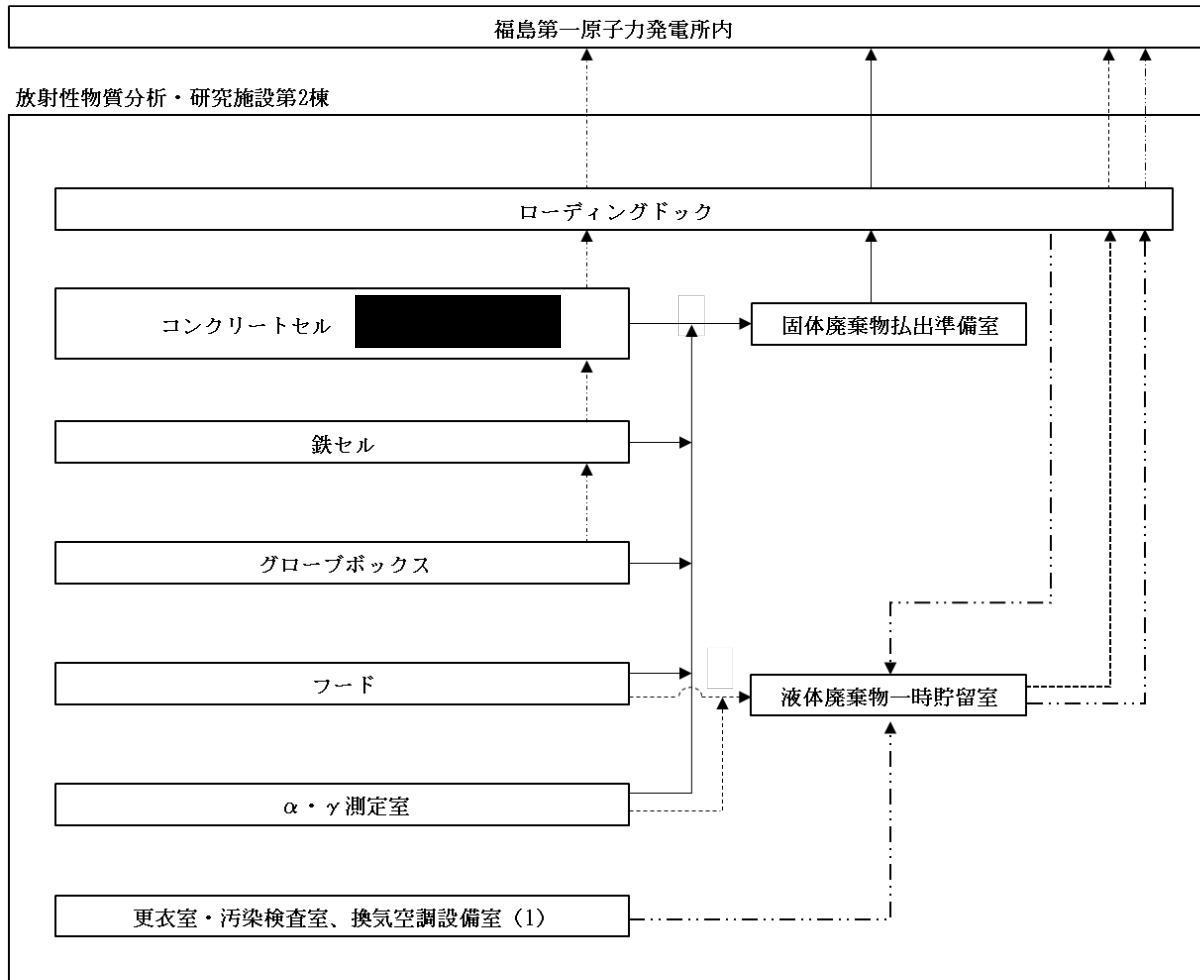 福島第一原子力発電所内
放射性物質分析・研究施設第2棟
ローディングドック
コンクリートセル
固体廃棄物払出準備室
鉄セル
グローブボックス
フード
液体廃棄物一時貯留室
α・γ測定室
更衣室・汚染検査室、換気空調設備室（1）